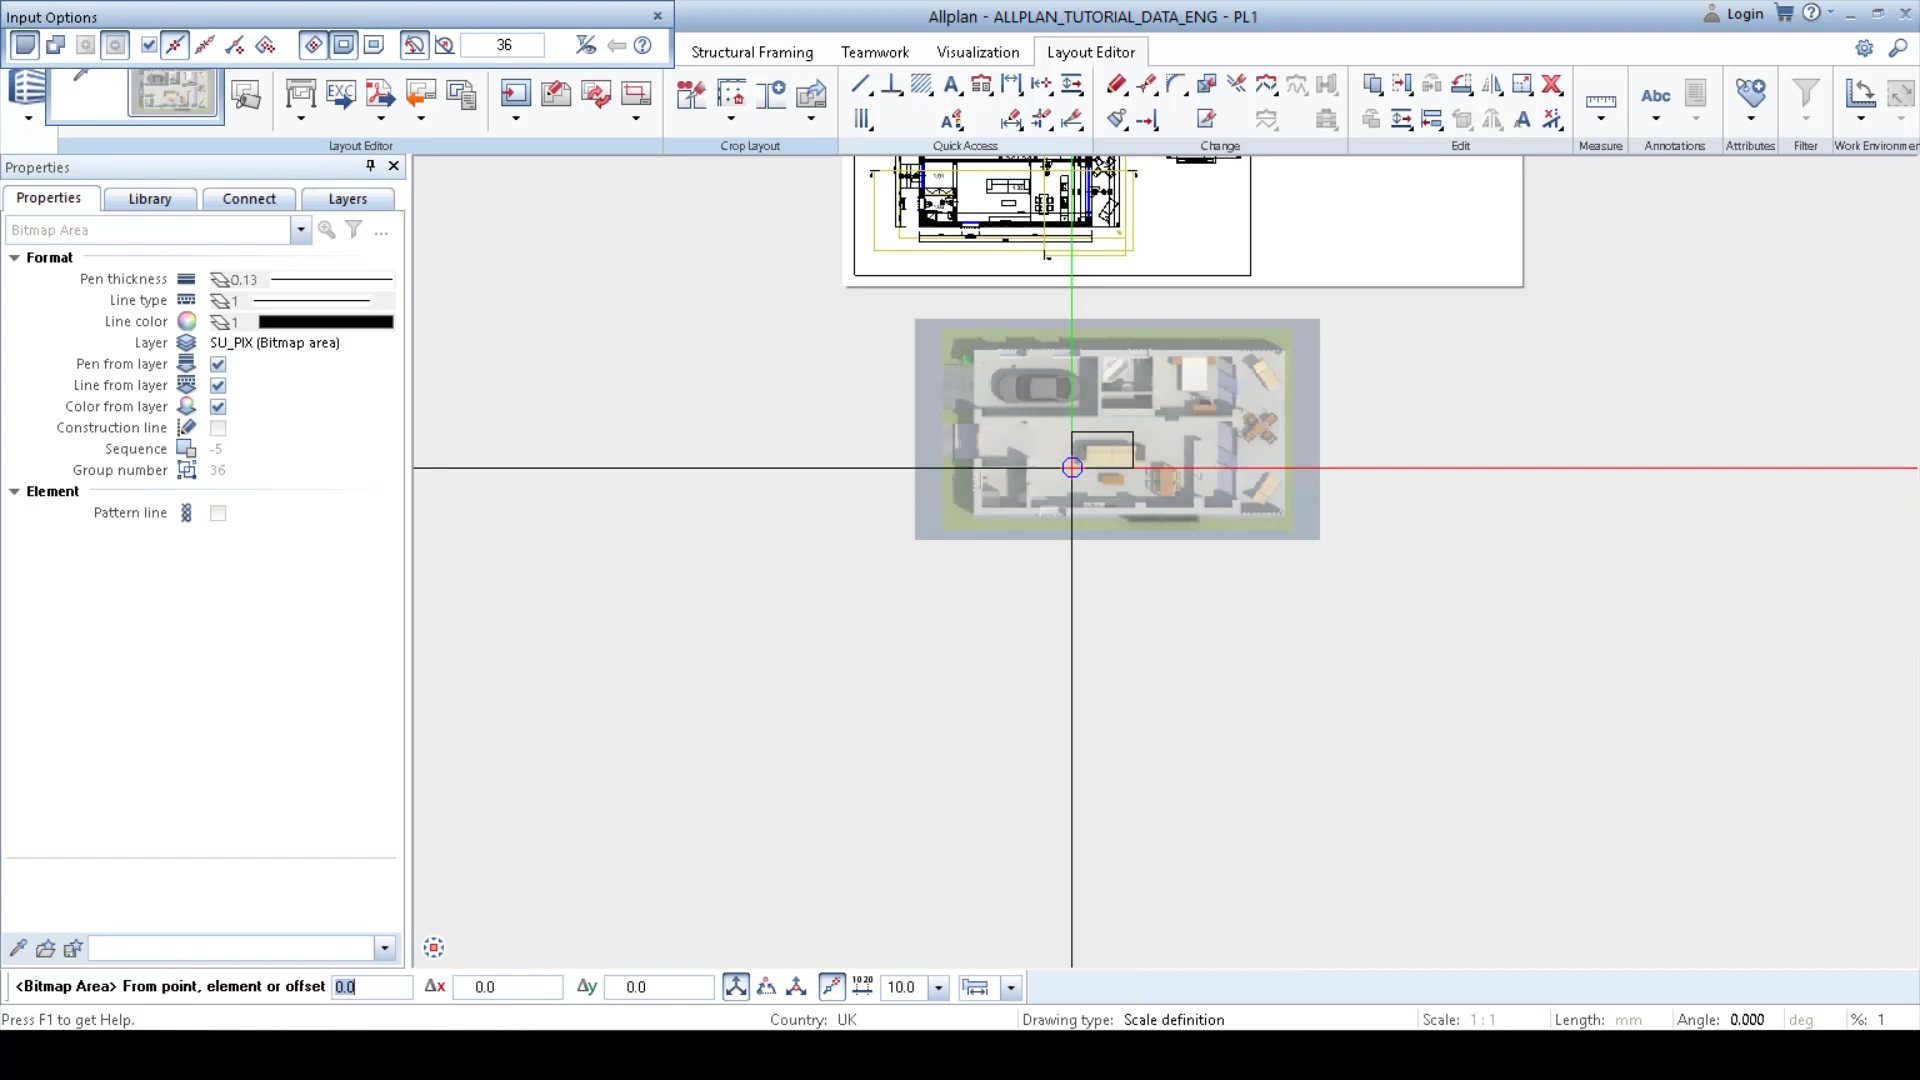 Input Options
Allplan - ALLPLAN_TUTORIAL_DATA_ENG - PL1
Login
36
Structural Framing
Teamwork
Visualization
Layout Editor
EXC
Abc
Layout Editor
Crop Layout
Quick Access
Change
Edit
Measure
Annotations
Attributes
Filter
Work Environmer
Properties
Properties
Library
Connect
Layers
Bitmap Area
Format
Pen thickness
0.13
Line type
1
Line color
1
Layer
SU_PIX (Bitmap area)
Pen from layer
Line from layer
Color from layer
Construction line
Sequence
-5
Group number
36
Element
Pattern line
<Bitmap Area> From point, element or offset
0.0
Δx
0.0
Δy
0.0
10.20
10.0
Press F1 to get Help.
Country: UK
Drawing type: Scale definition
Scale: 1 : 1
Length: mm
Angle: 0.000 deg
%: 1